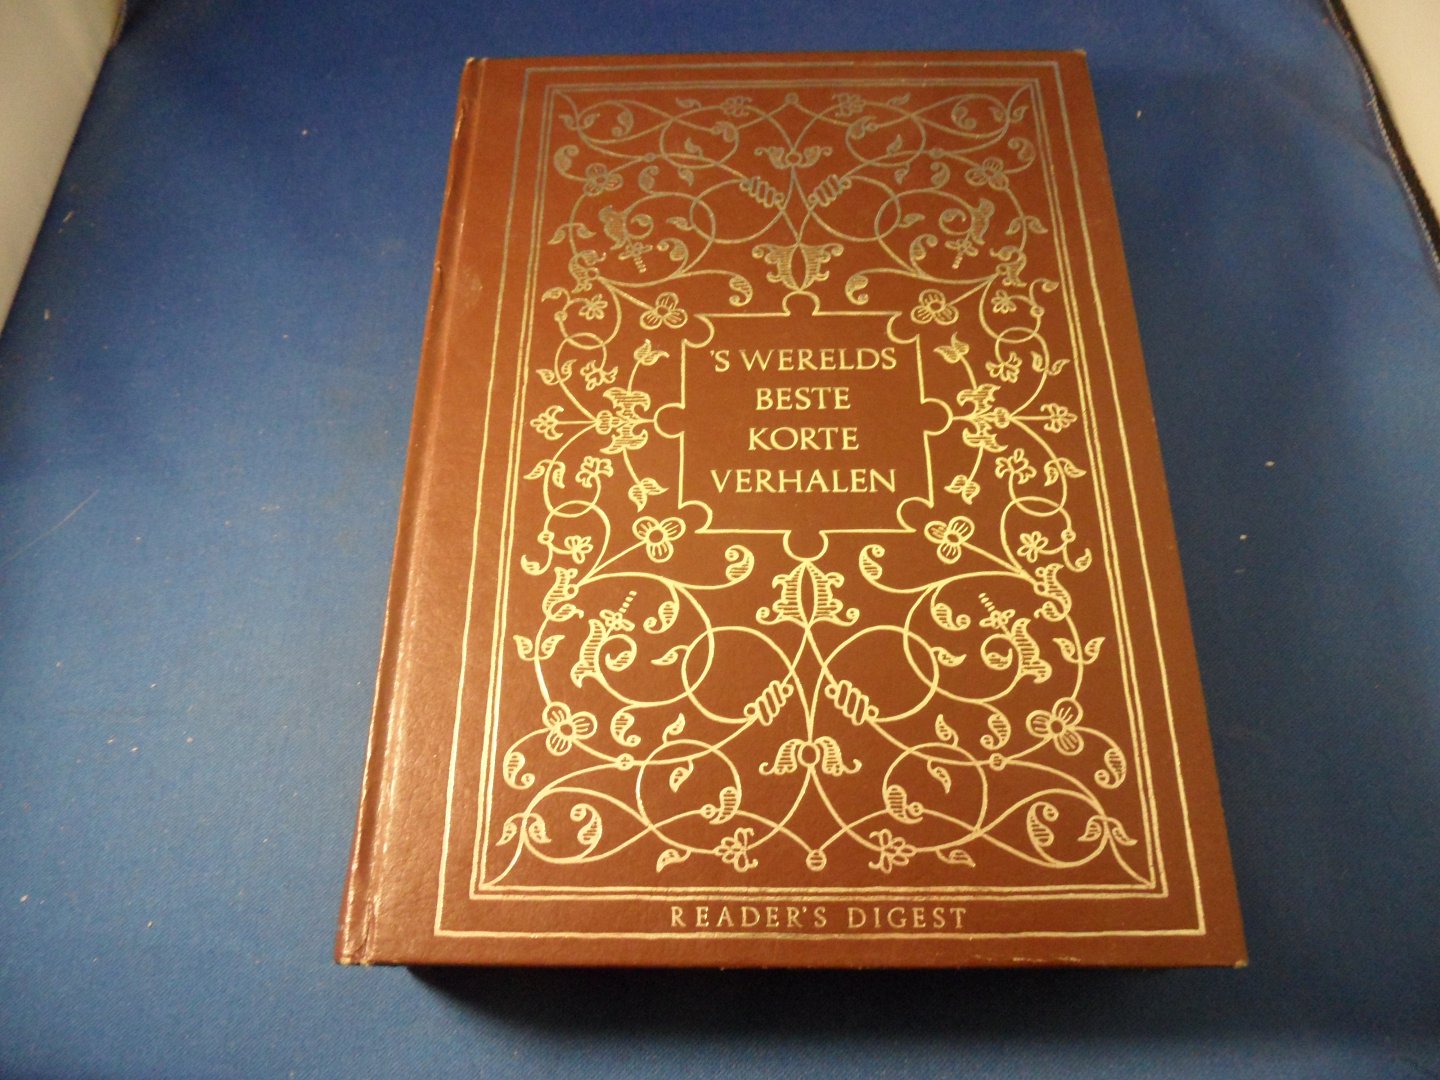 'S WERELDS
BESTE
KORTE
VERHALEN
READER'S DIGEST